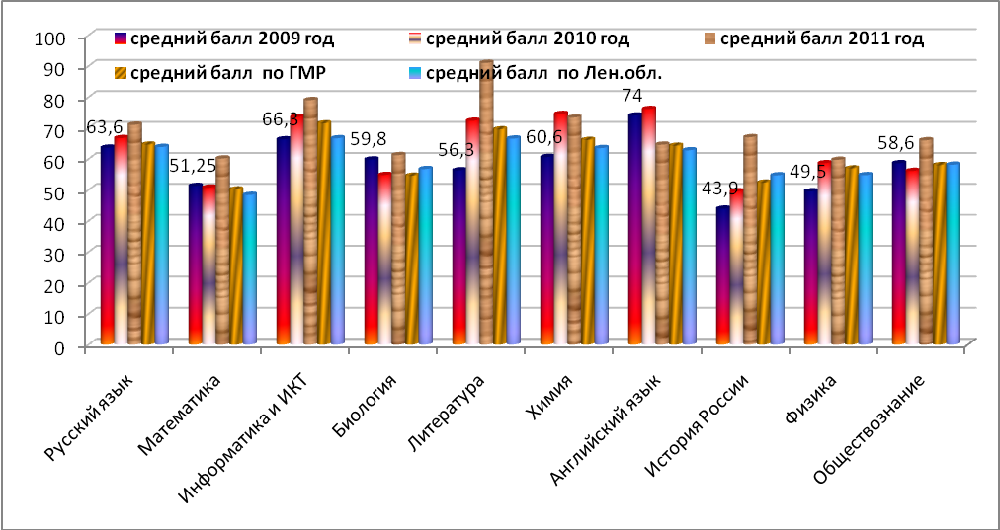 средний балл 2009 год
средний балл 2010 год
средний балл 2011 год
средний балл по ГМР
средний балл по Лен.обл.
100
90
80
70
60
50
40
30
20
10
0
63,6
51,25
66,3
59,8
56,3
60,6
74
43,9
49,5
58,6
Русский язык
Математика
Информатика и ИКТ
Биология
Литература
Химия
Английский язык
История России
Физика
Обществознание